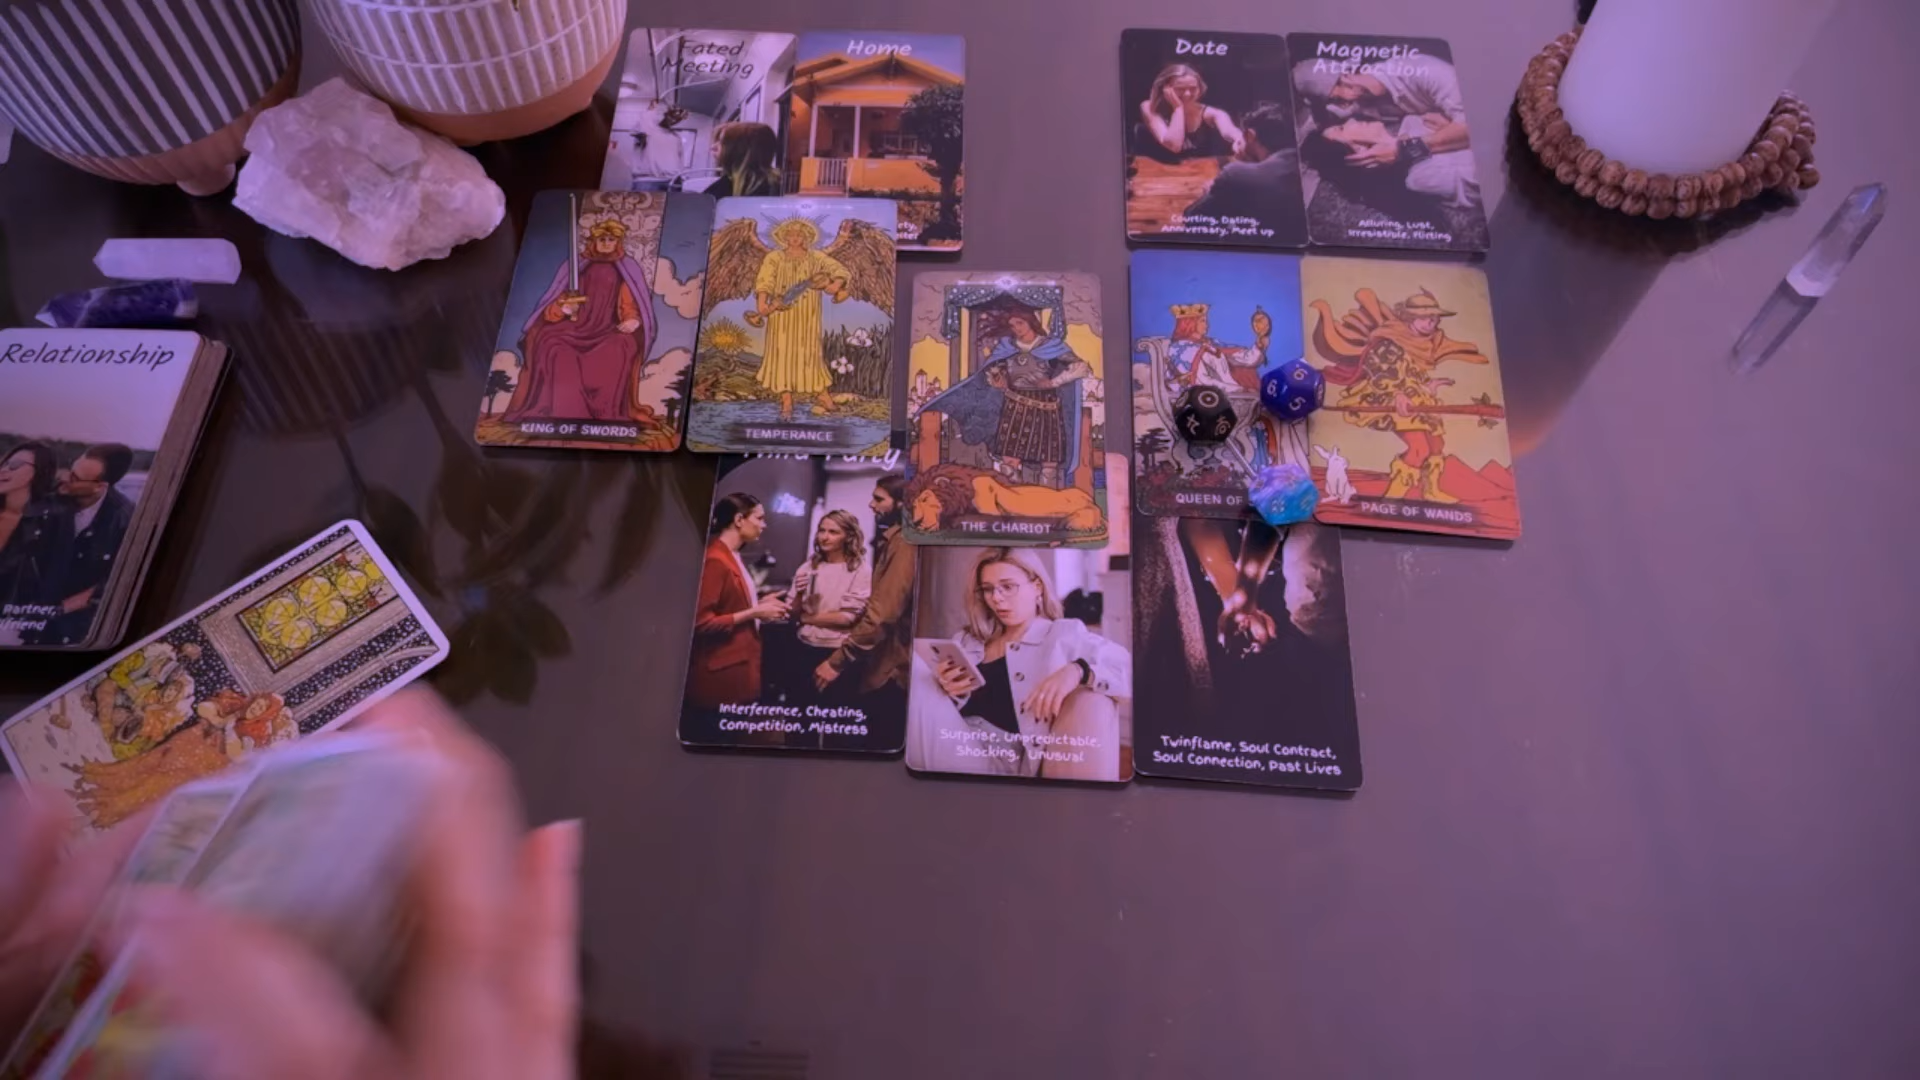 Fated
Meeting
Home
Date
Magnetic
Attraction
Courting, Dating,
Anniversary, Meet up
Alluring, Lust,
Irresistible, Flirting
Relationship
Partner,
KING OF SWORDS
TEMPERANCE
THE CHARIOT
QUEEN OF
PAGE OF WANDS
Third Party
Interference, Cheating,
Competition, Mistress
Surprise, Unpredictable,
Shocking, Unusual
Twinflame, Soul Contract,
Soul Connection, Past Lives
6
5